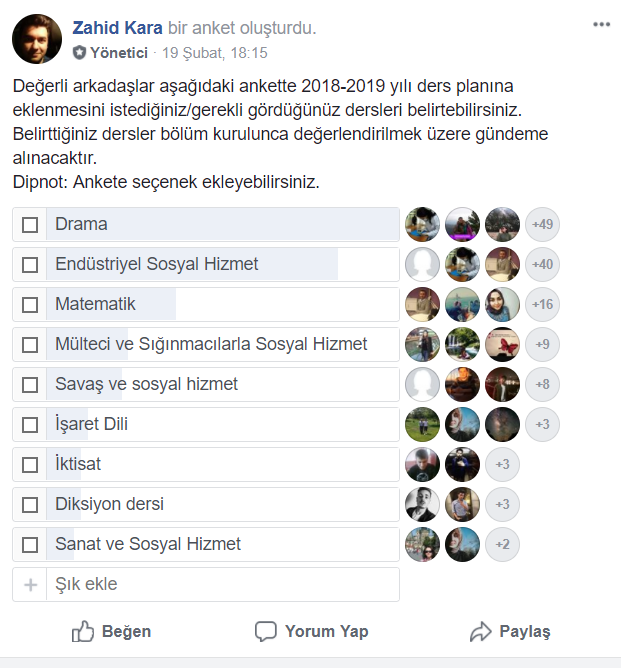 Zahid Kara bir anket oluşturdu.
Yönetici · 19 Şubat, 18:15
Değerli arkadaşlar aşağıdaki ankette 2018-2019 yılı ders planına
eklenmesini istediğiniz/gerekli gördüğünüz dersleri belirtebilirsiniz.
Belirttiğiniz dersler bölüm kurulunca değerlendirilmek üzere gündeme
alınacaktır.
Dipnot: Ankete seçenek ekleyebilirsiniz.
Drama +49
Endüstriyel Sosyal Hizmet +40
Matematik +16
Mülteci ve Sığınmacılarla Sosyal Hizmet +9
Savaş ve sosyal hizmet +8
İşaret Dili +3
İktisat +3
Diksiyon dersi +3
Sanat ve Sosyal Hizmet +2
+ Şık ekle
Beğen Yorum Yap Paylaş